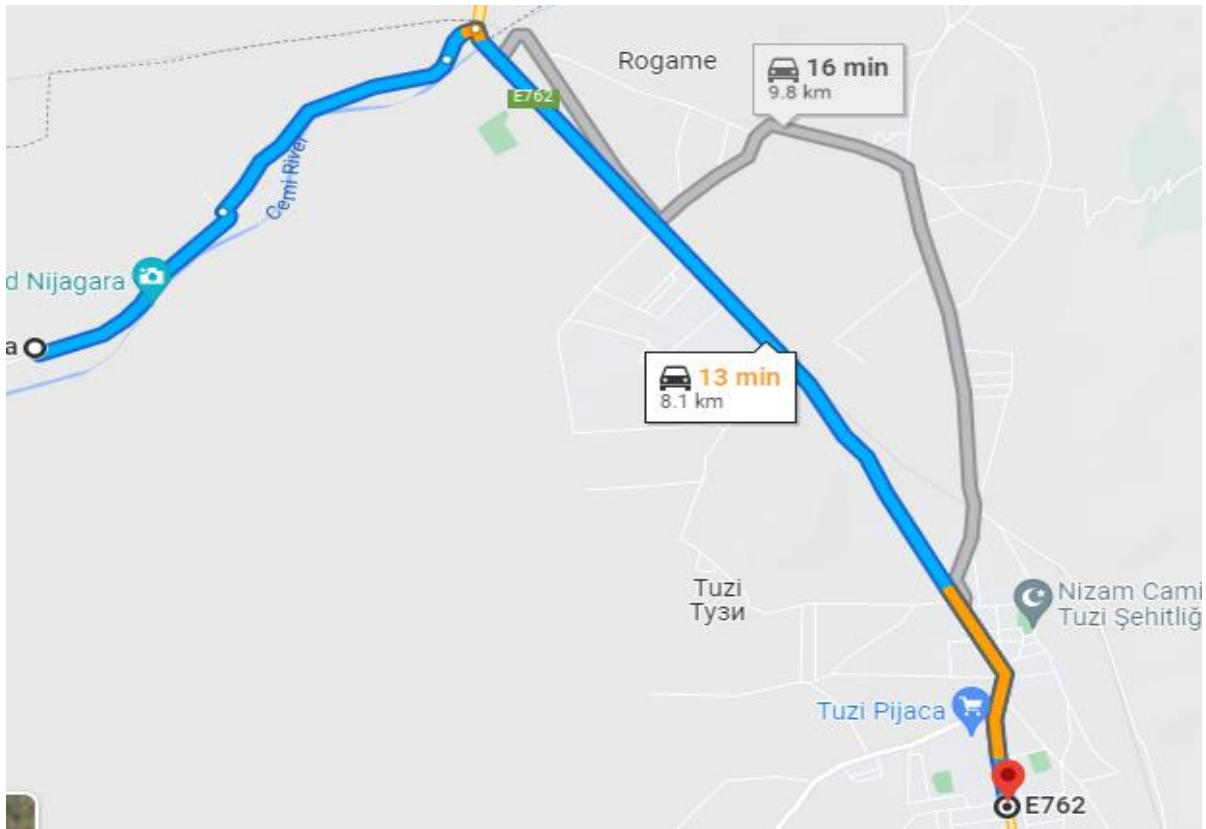 Rogame
16 min
9.8 km
E762
Cemi River
d Nijagara
a
13 min
8.1 km
Tuzi
Тузи
Nizam Cami
Tuzi Şehitliğ
Tuzi Pijaca
E762